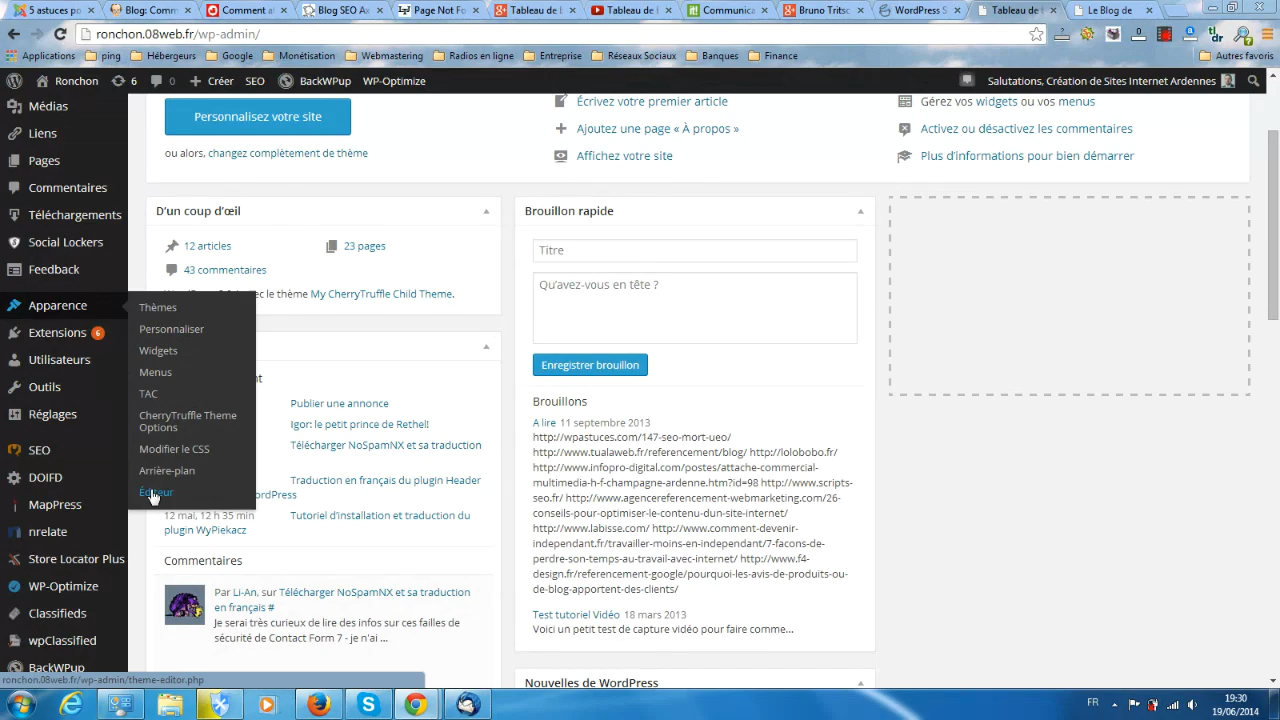 5 astuces po
Blog: Comm
Comment at
Blog SEO A
Page Not Fo
Tableau de
Tableau de
Communica
Bruno Tritsc
WordPress S
Tableau de
Le Blog de
ronchon.08web.fr/wp-admin/
Applications
ping
Hébergeurs
Google
Monétisation
Webmastering
Radios en ligne
Entreprise
Réseaux Sociaux
Banques
Finance
Autres favoris
Ronchon
6
0
Créer
SEO
BackWPup
WP-Optimize
Salutations, Création de Sites Internet Ardennes
Médias
Liens
Pages
Commentaires
Téléchargements
Social Lockers
Feedback
Apparence
Extensions 6
Utilisateurs
Outils
Réglages
SEO
DOIFD
MapPress
nrelate
Store Locator Plus
WP-Optimize
Classifieds
wpClassified
BackWPup
Thèmes
Personnaliser
Widgets
Menus
TAC
CherryTruffle Theme
Options
Modifier le CSS
Arrière-plan
Éditeur
Personnalisez votre site
ou alors, changez complètement de thème
Écrivez votre premier article
Ajoutez une page « À propos »
Affichez votre site
Gérez vos widgets ou vos menus
Activez ou désactivez les commentaires
Plus d'informations pour bien démarrer
D'un coup d'œil
12 articles
23 pages
43 commentaires
le thème My CherryTruffle Child Theme.
Publier une annonce
Igor: le petit prince de Rethel!
Télécharger NoSpamNX et sa traduction
Traduction en français du plugin Header
ordPress
12 mai, 12 h 35 min
Tutoriel d'installation et traduction du
plugin WyPiekacz
Commentaires
Par Li-An, sur Télécharger NoSpamNX et sa traduction
en français #
Je serai très curieux de lire des infos sur ces failles de
sécurité de Contact Form 7 - je n'ai ...
Brouillon rapide
Titre
Qu'avez-vous en tête ?
Enregistrer brouillon
Brouillons
A lire 11 septembre 2013
http://wpastuces.com/147-seo-mort-ueo/
http://www.tualaweb.fr/referencement/blog/ http://lolobobo.fr/
http://www.infopro-digital.com/postes/attache-commercial-
multimedia-h-f-champagne-ardenne.htm?id=98 http://www.scripts-
seo.fr/ http://www.agencereferencement-webmarketing.com/26-
conseils-pour-optimiser-le-contenu-dun-site-internet/
http://www.labisse.com/ http://www.comment-devenir-
independant.fr/travailler-moins-en-independant/7-facons-de-
perdre-son-temps-au-travail-avec-internet/ http://www.f4-
design.fr/referencement-google/pourquoi-les-avis-de-produits-ou-
de-blog-apportent-des-clients/
Test tutoriel Vidéo 18 mars 2013
Voici un petit test de capture vidéo pour faire comme...
Nouvelles de WordPress
ronchon.08web.fr/wp-admin/theme-editor.php
FR
19:30
19/06/2014